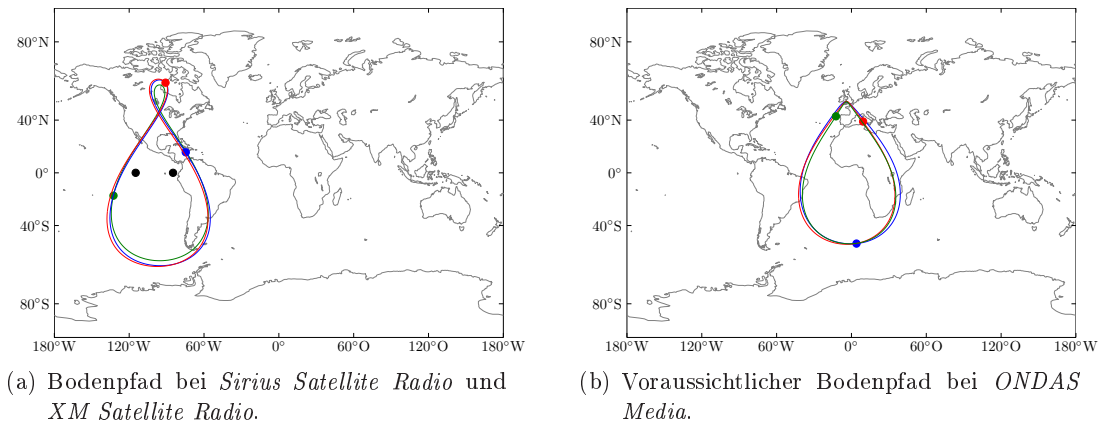 80°N
40°N
0°
40°S
80°S
180°W 120°W 60°W 0° 60°O 120°O 180°W
(a) Bodenpfad bei Sirius Satellite Radio und
XM Satellite Radio.
80°N
40°N
0°
40°S
80°S
180°W 120°W 60°W 0° 60°O 120°O 180°W
(b) Voraussichtlicher Bodenpfad bei ONDAS
Media.